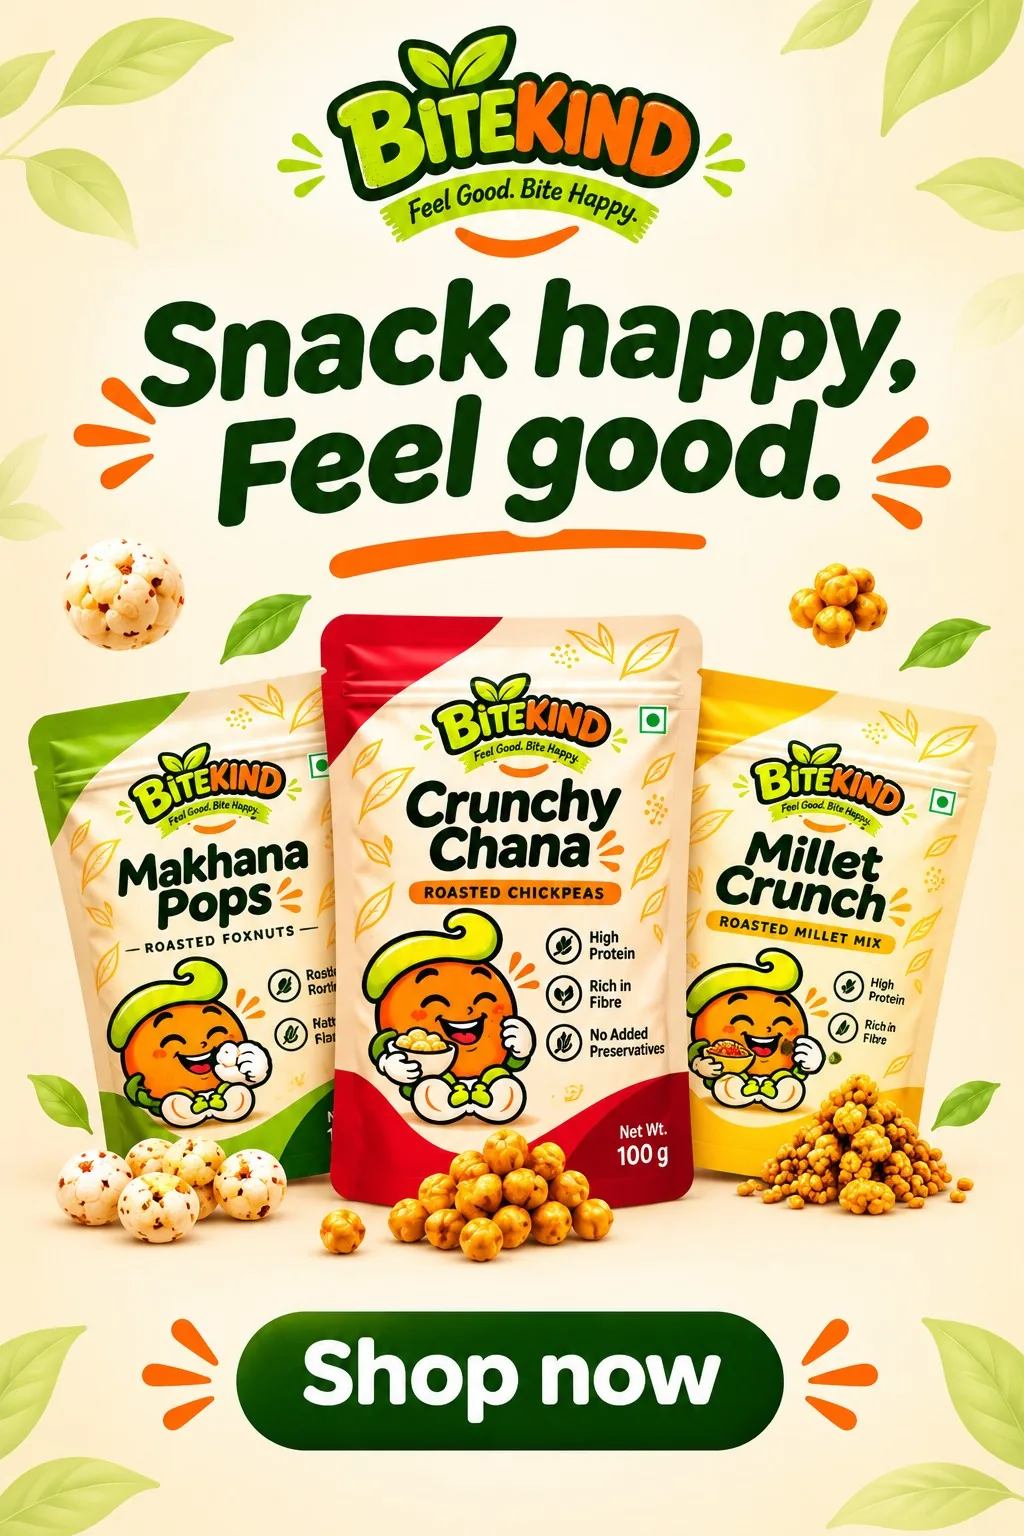 BITEKIND
Feel Good. Bite Happy.
Snack happy,
Feel good.
BITEKIND
Feel Good. Bite Happy.
Makhana
Pops
ROASTED FOXNUTS
BITEKIND
Feel Good. Bite Happy.
Crunchy
Chana
ROASTED CHICKPEAS
High
Protein
Rich in
Fibre
No Added
Preservatives
Net Wt.
100 g
BITEKIND
Feel Good. Bite Happy.
Millet
Crunch
ROASTED MILLET MIX
High
Protein
Rich in
Fibre
Shop now